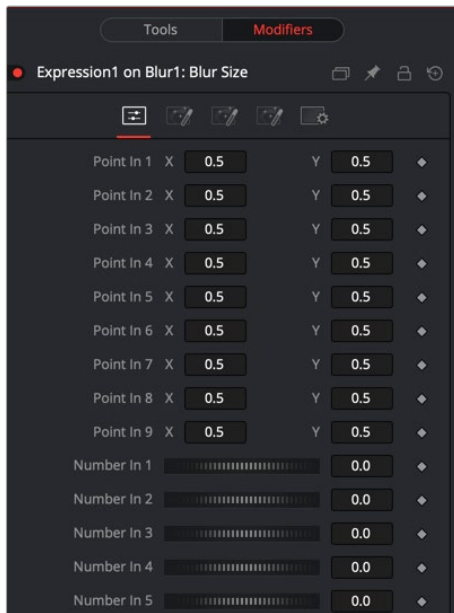 Tools Modifiers
Expression1 on Blur1: Blur Size
Point In 1 X 0.5 Y 0.5
Point In 2 X 0.5 Y 0.5
Point In 3 X 0.5 Y 0.5
Point In 4 X 0.5 Y 0.5
Point In 5 X 0.5 Y 0.5
Point In 6 X 0.5 Y 0.5
Point In 7 X 0.5 Y 0.5
Point In 8 X 0.5 Y 0.5
Point In 9 X 0.5 Y 0.5
Number In 1 0.0
Number In 2 0.0
Number In 3 0.0
Number In 4 0.0
Number In 5 0.0